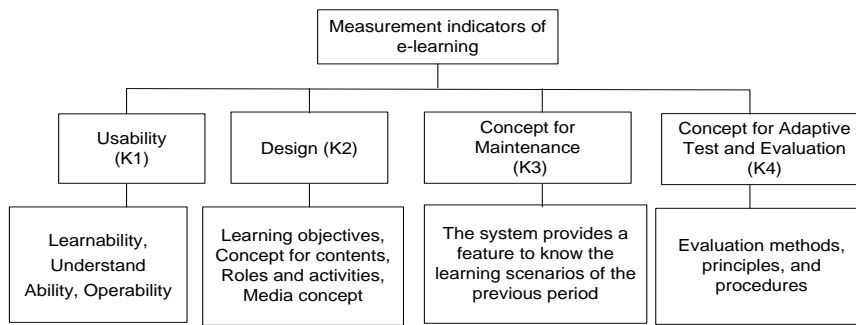 Measurement indicators of
e-learning
Usability
(K1)
Design (K2)
Concept for
Maintenance
(K3)
Concept for Adaptive
Test and Evaluation
(K4)
Learnability,
Understand
Ability, Operability
Learning objectives,
Concept for contents,
Roles and activities,
Media concept
The system provides a
feature to know the
learning scenarios of the
previous period
Evaluation methods,
principles, and
procedures